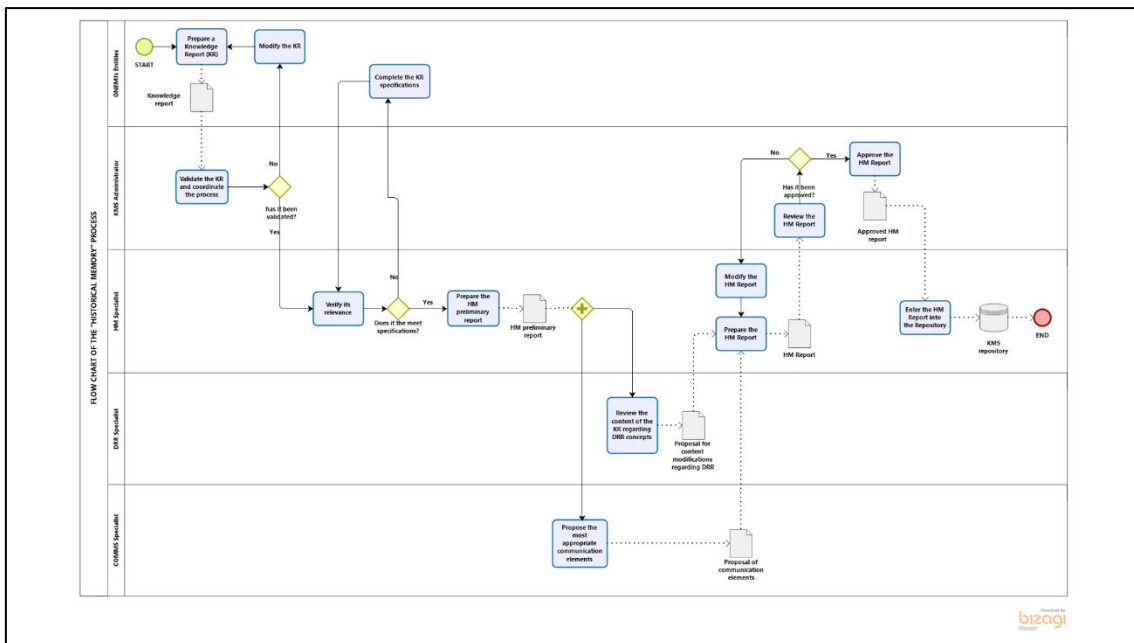 FLOW CHART OF THE "HISTORICAL MEMORY" PROCESS
ONEMI's Entities
START
Prepare a
Knowledge
Report (KR)
Modify the KR
Knowledge
report
Complete the KR
specifications
KMS Administrator
Validate the KR
and coordinate
the process
No
has it been
validated?
Yes
No
Yes
Has it been
approved?
Approve the
HM Report
Review the
HM Report
Approved HM
report
HM Specialist
Verify its
relevance
No
Yes
Does it the meet
specifications?
Prepare the
HM
preliminary
report
HM preliminary
report
Modify the
HM Report
Prepare the
HM Report
HM Report
Enter the HM
Report into
the Repository
KMS
repository
END
DRR Specialist
Review the
content of the
KR regarding
DRR concepts
Proposal for
content
modifications
regarding DRR
COMMS Specialist
Propose the
most
appropriate
communication
elements
Proposal of
communication
elements
Powered by
bizagi
Modeler